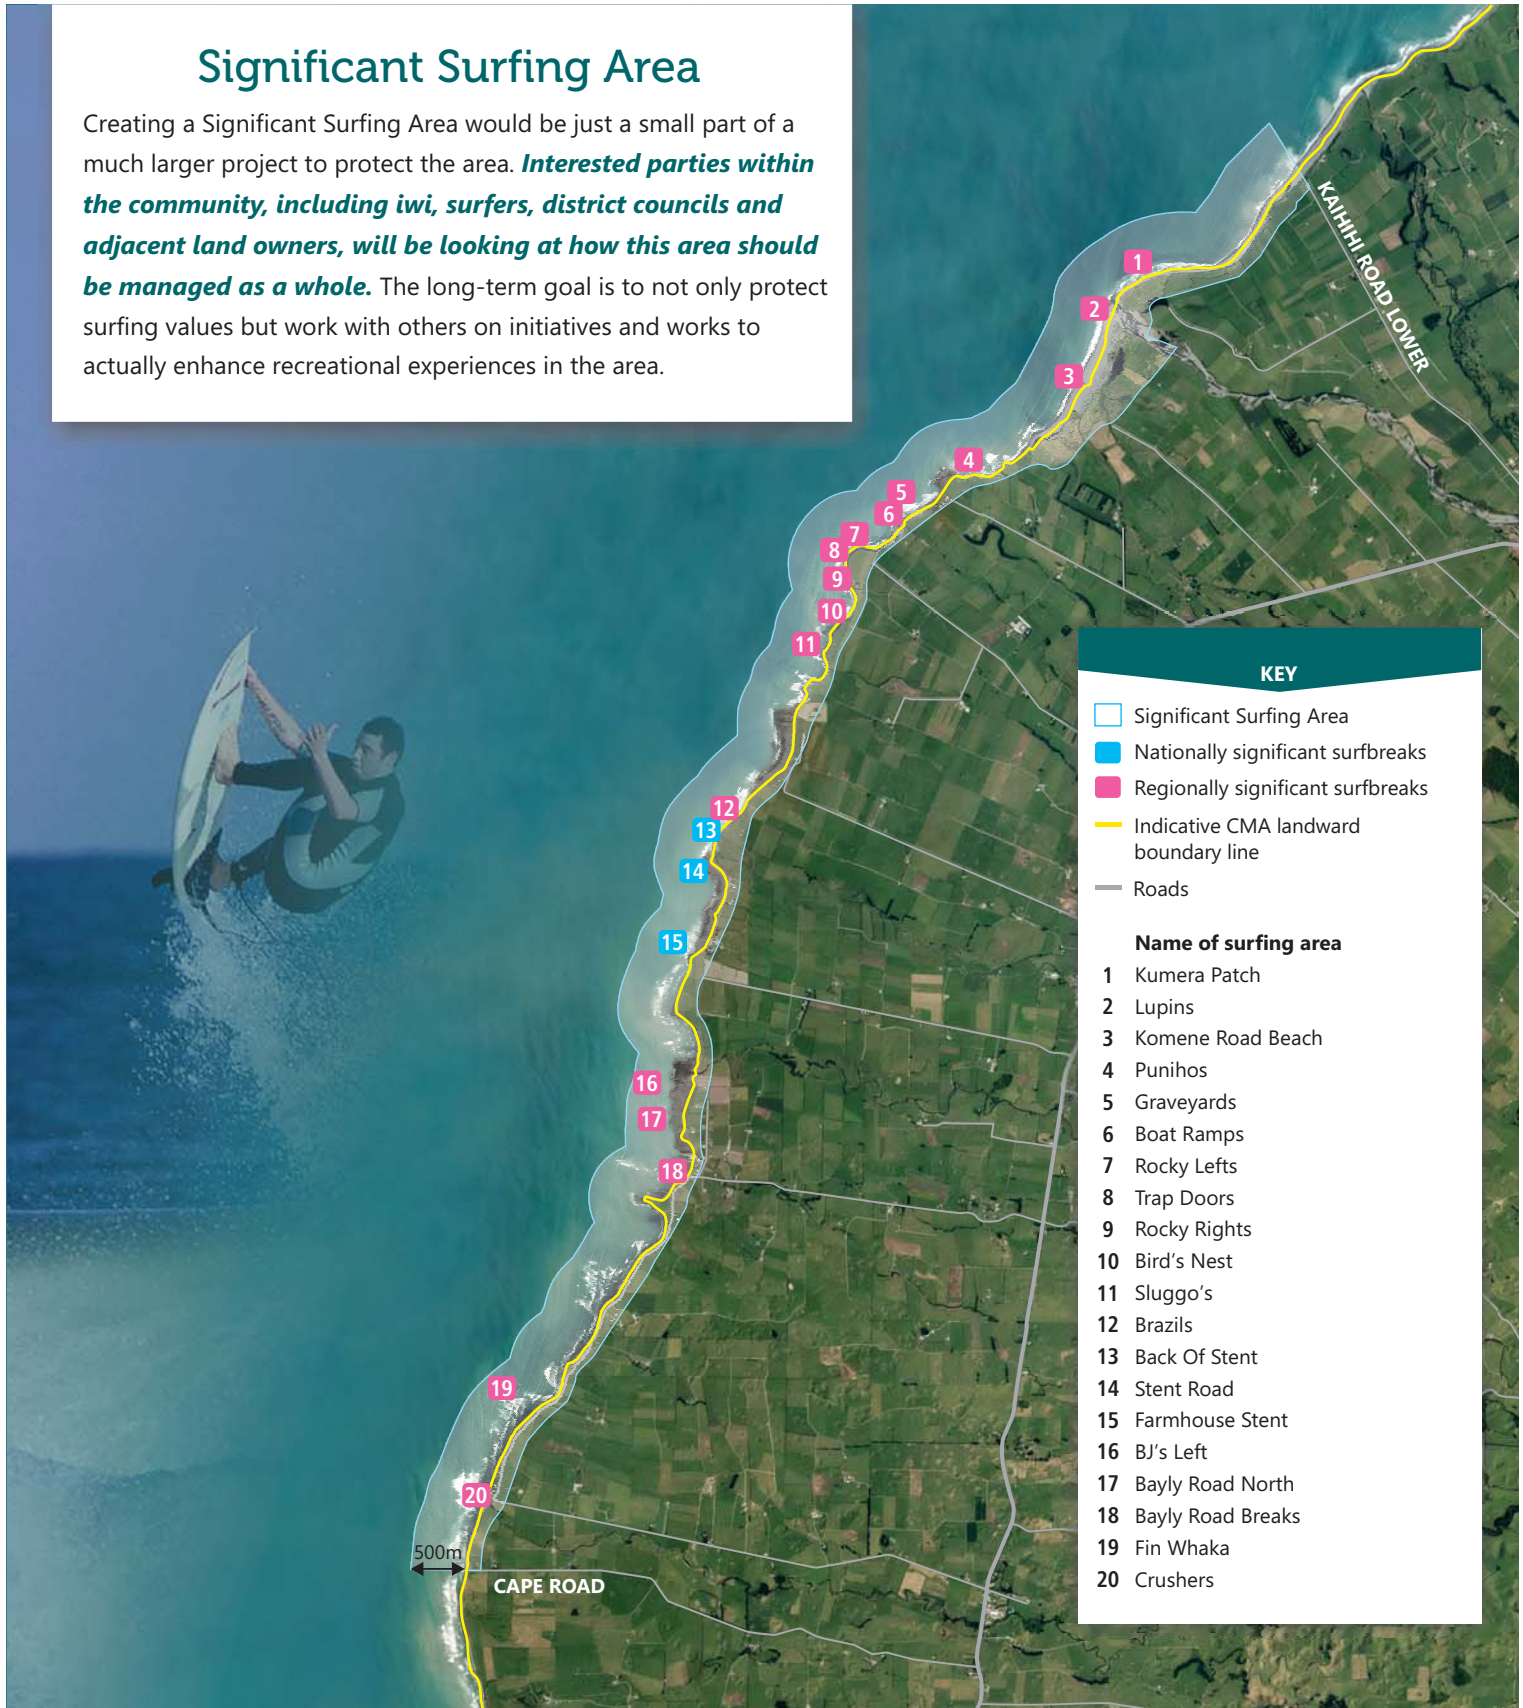 Significant Surfing Area
Creating a Significant Surfing Area would be just a small part of a
much larger project to protect the area. Interested parties within
the community, including iwi, surfers, district councils and
adjacent land owners, will be looking at how this area should
be managed as a whole. The long-term goal is to not only protect
surfing values but work with others on initiatives and works to
actually enhance recreational experiences in the area.
KAIHIHI ROAD LOWER
1
2
3
4
5
6
7
8
9
10
11
12
13
14
15
16
17
18
19
20
500m
CAPE ROAD
KEY
Significant Surfing Area
Nationally significant surfbreaks
Regionally significant surfbreaks
Indicative CMA landward
boundary line
Roads
Name of surfing area
1 Kumera Patch
2 Lupins
3 Komene Road Beach
4 Punihos
5 Graveyards
6 Boat Ramps
7 Rocky Lefts
8 Trap Doors
9 Rocky Rights
10 Bird's Nest
11 Sluggo's
12 Brazils
13 Back Of Stent
14 Stent Road
15 Farmhouse Stent
16 BJ's Left
17 Bayly Road North
18 Bayly Road Breaks
19 Fin Whaka
20 Crushers